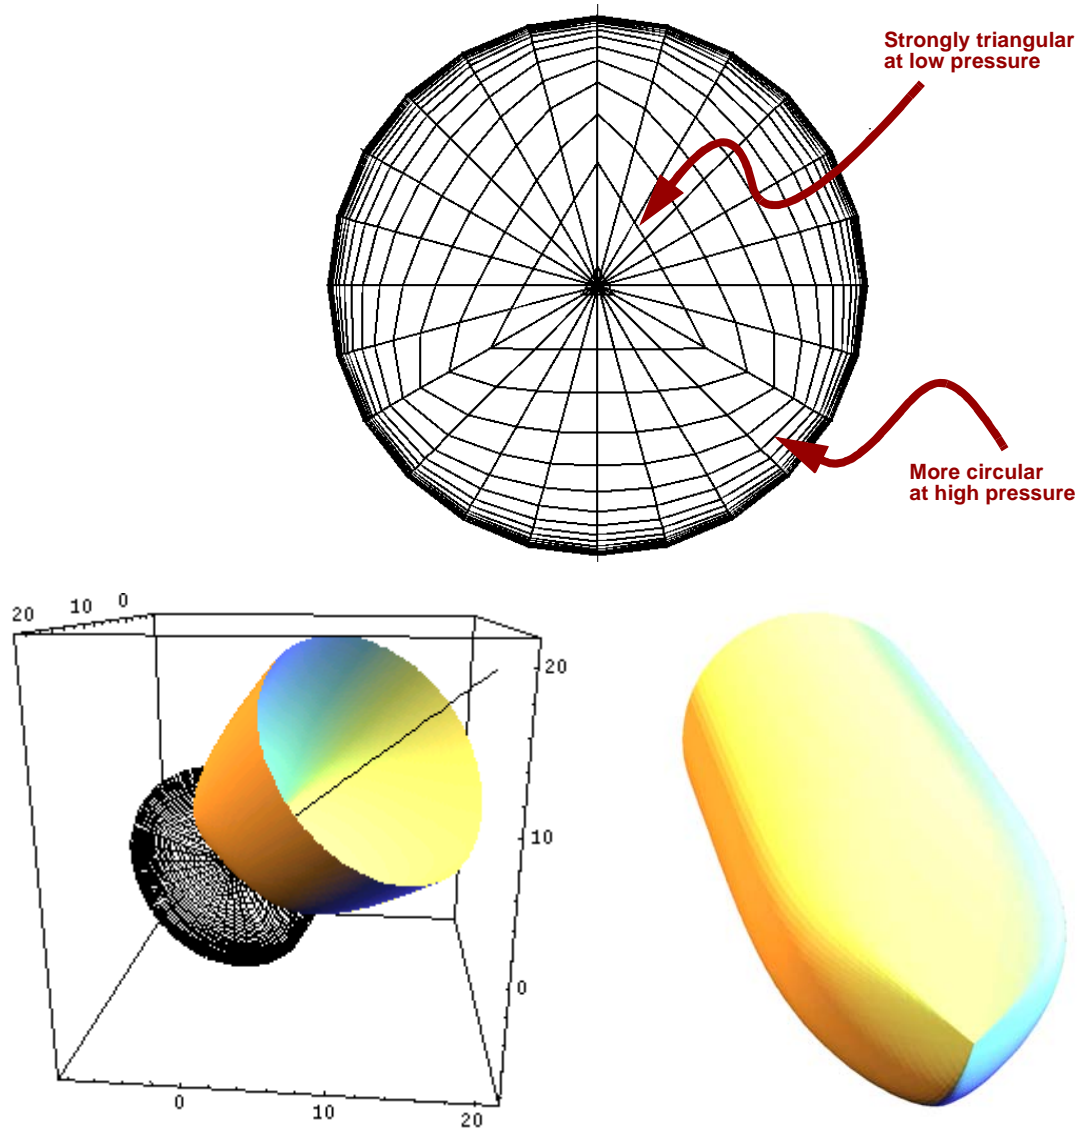 Strongly triangular
at low pressure
More circular
at high pressure
20 10 0
20
10
0
0 10 20